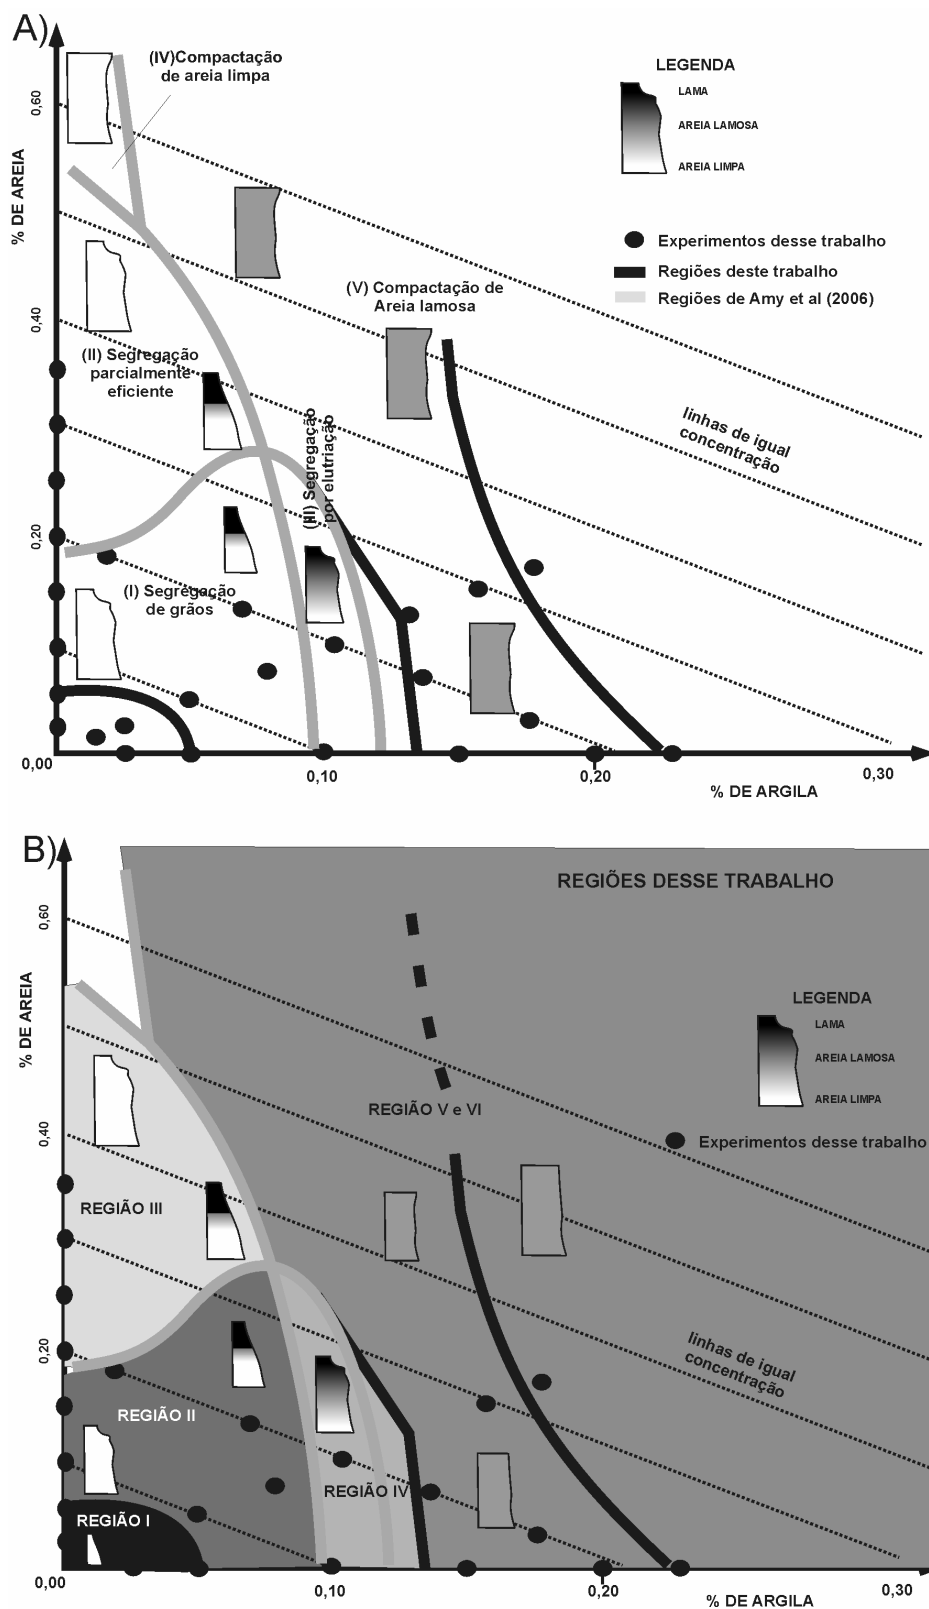 A)
(IV)Compactação
de areia limpa
LEGENDA
LAMA
AREIA LAMOSA
AREIA LIMPA
0,60
% DE AREIA
Experimentos desse trabalho
Regiões deste trabalho
Regiões de Amy et al (2006)
(V) Compactação de
Areia lamosa
0,40
(II) Segregação
parcialmente
eficiente
linhas de igual
concentração
(III) Segregação
por elutriação
0,20
(I) Segregação
de grãos
0,00
0,10
0,20
0,30
% DE ARGILA
B)
REGIÕES DESSE TRABALHO
0,60
% DE AREIA
LEGENDA
LAMA
AREIA LAMOSA
AREIA LIMPA
REGIÃO V e VI
0,40
Experimentos desse trabalho
REGIÃO III
0,20
linhas de igual
concentração
REGIÃO II
REGIÃO IV
REGIÃO I
0,00
0,10
0,20
0,30
% DE ARGILA